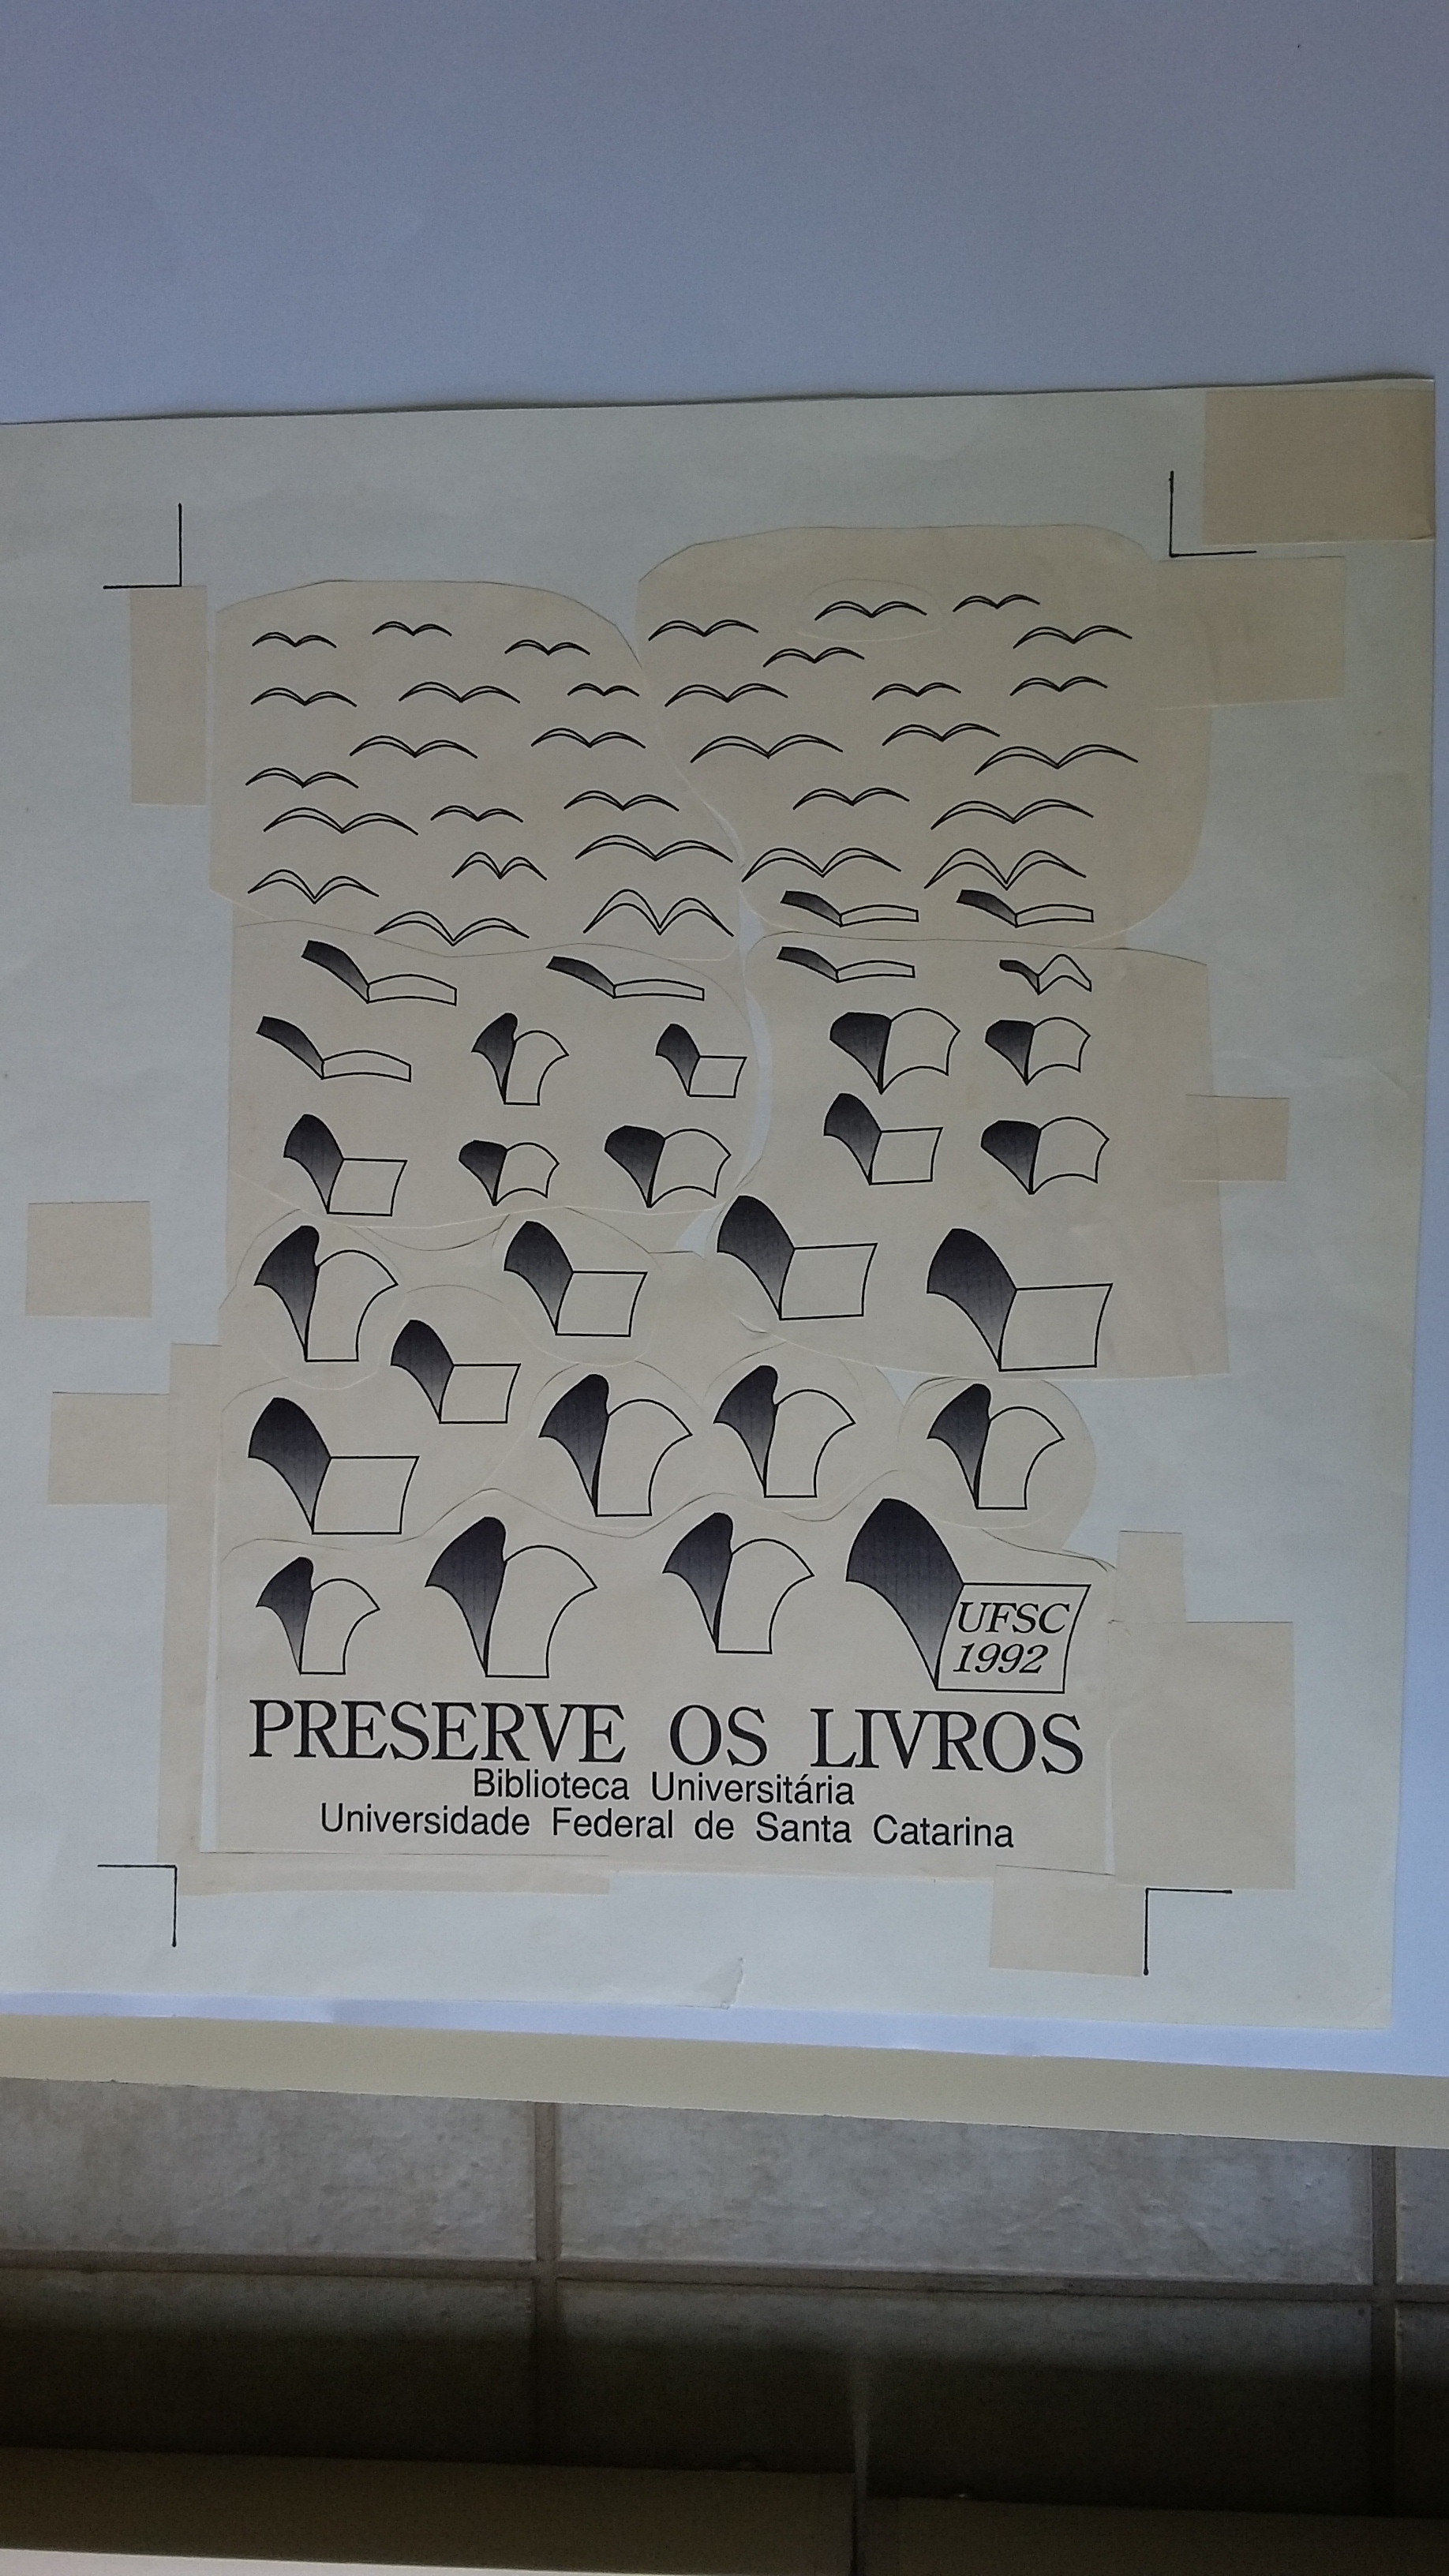 UFSC
1992
PRESERVE OS LIVROS
Biblioteca Universitária
Universidade Federal de Santa Catarina